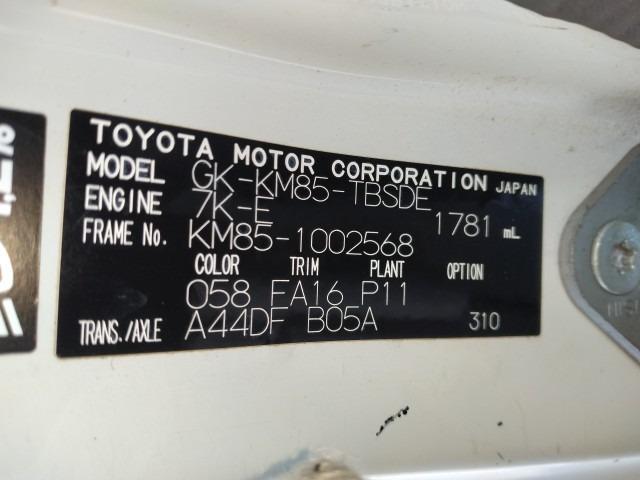 TOYOTA MOTOR CORPORATION JAPAN
MODEL GK-KM85-TBSDE
ENGINE 7K-E 1781 mL
FRAME No. KM85-1002568
COLOR TRIM PLANT OPTION
058 FA16 P11
TRANS./AXLE A44DF B05A 310